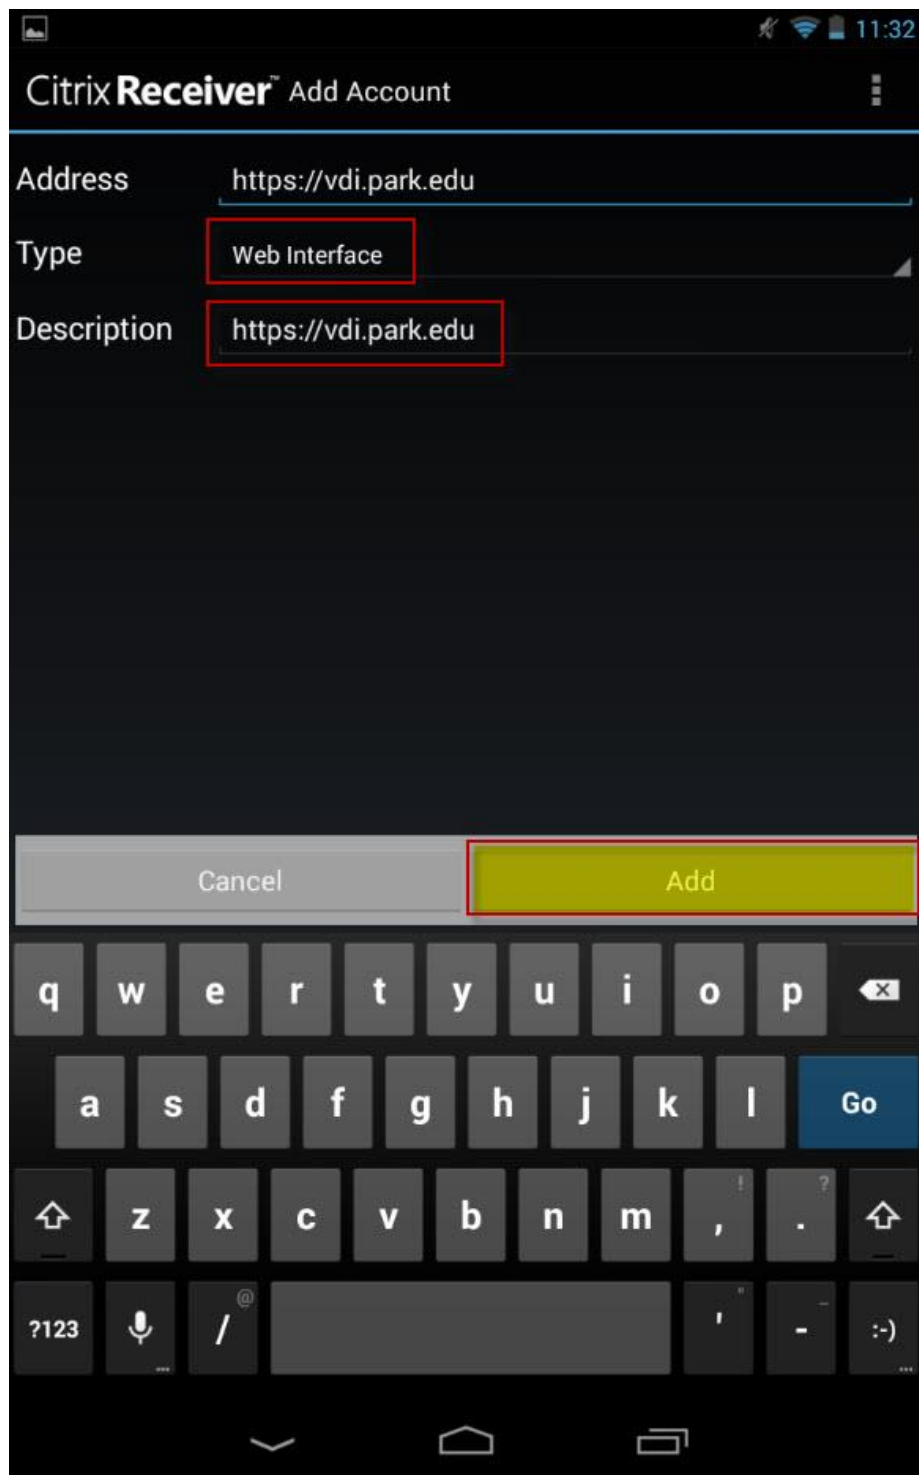 11:32
Citrix Receiver™ Add Account
Address https://vdi.park.edu
Type Web Interface
Description https://vdi.park.edu
Cancel Add
q w e r t y u i o p
a s d f g h j k l Go
! ?
z x c v b n m , .
@ " _
?123 / ' - :-)
... ...